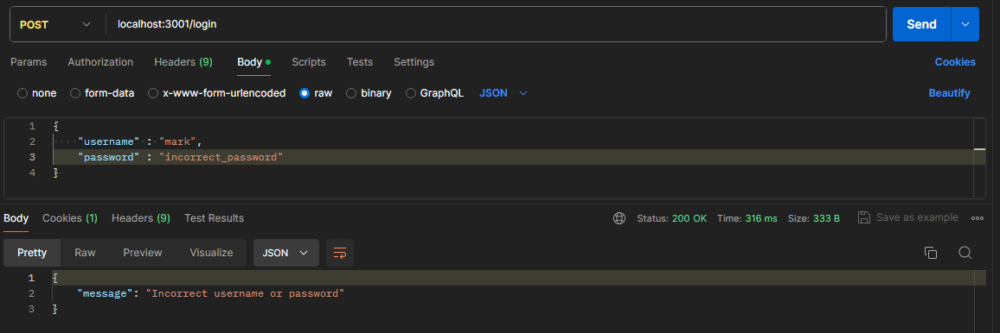 POST localhost:3001/login Send
Params Authorization Headers (9) Body Scripts Tests Settings Cookies
none form-data x-www-form-urlencoded raw binary GraphQL JSON Beautify
1 {
2 "username" : "mark",
3 "password" : "incorrect_password"
4 }
Body Cookies (1) Headers (9) Test Results Status: 200 OK Time: 316 ms Size: 333 B Save as example
Pretty Raw Preview Visualize JSON
1 {
2 "message": "Incorrect username or password"
3 }